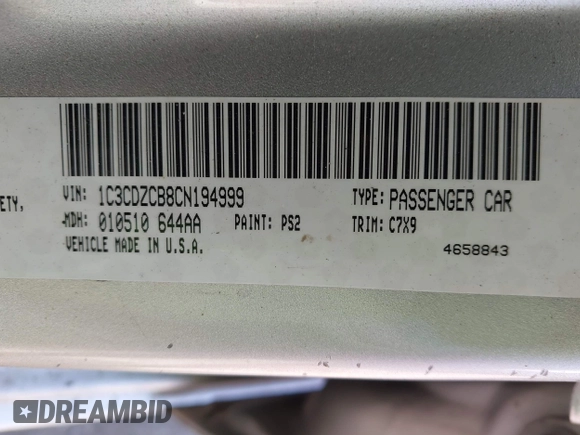 ETY,
VIN: 1C3CDZCB8CN194999 TYPE: PASSENGER CAR
MDH: 010510 644AA PAINT: PS2 TRIM: C7X9
VEHICLE MADE IN U.S.A. 4658843
DREAMBID